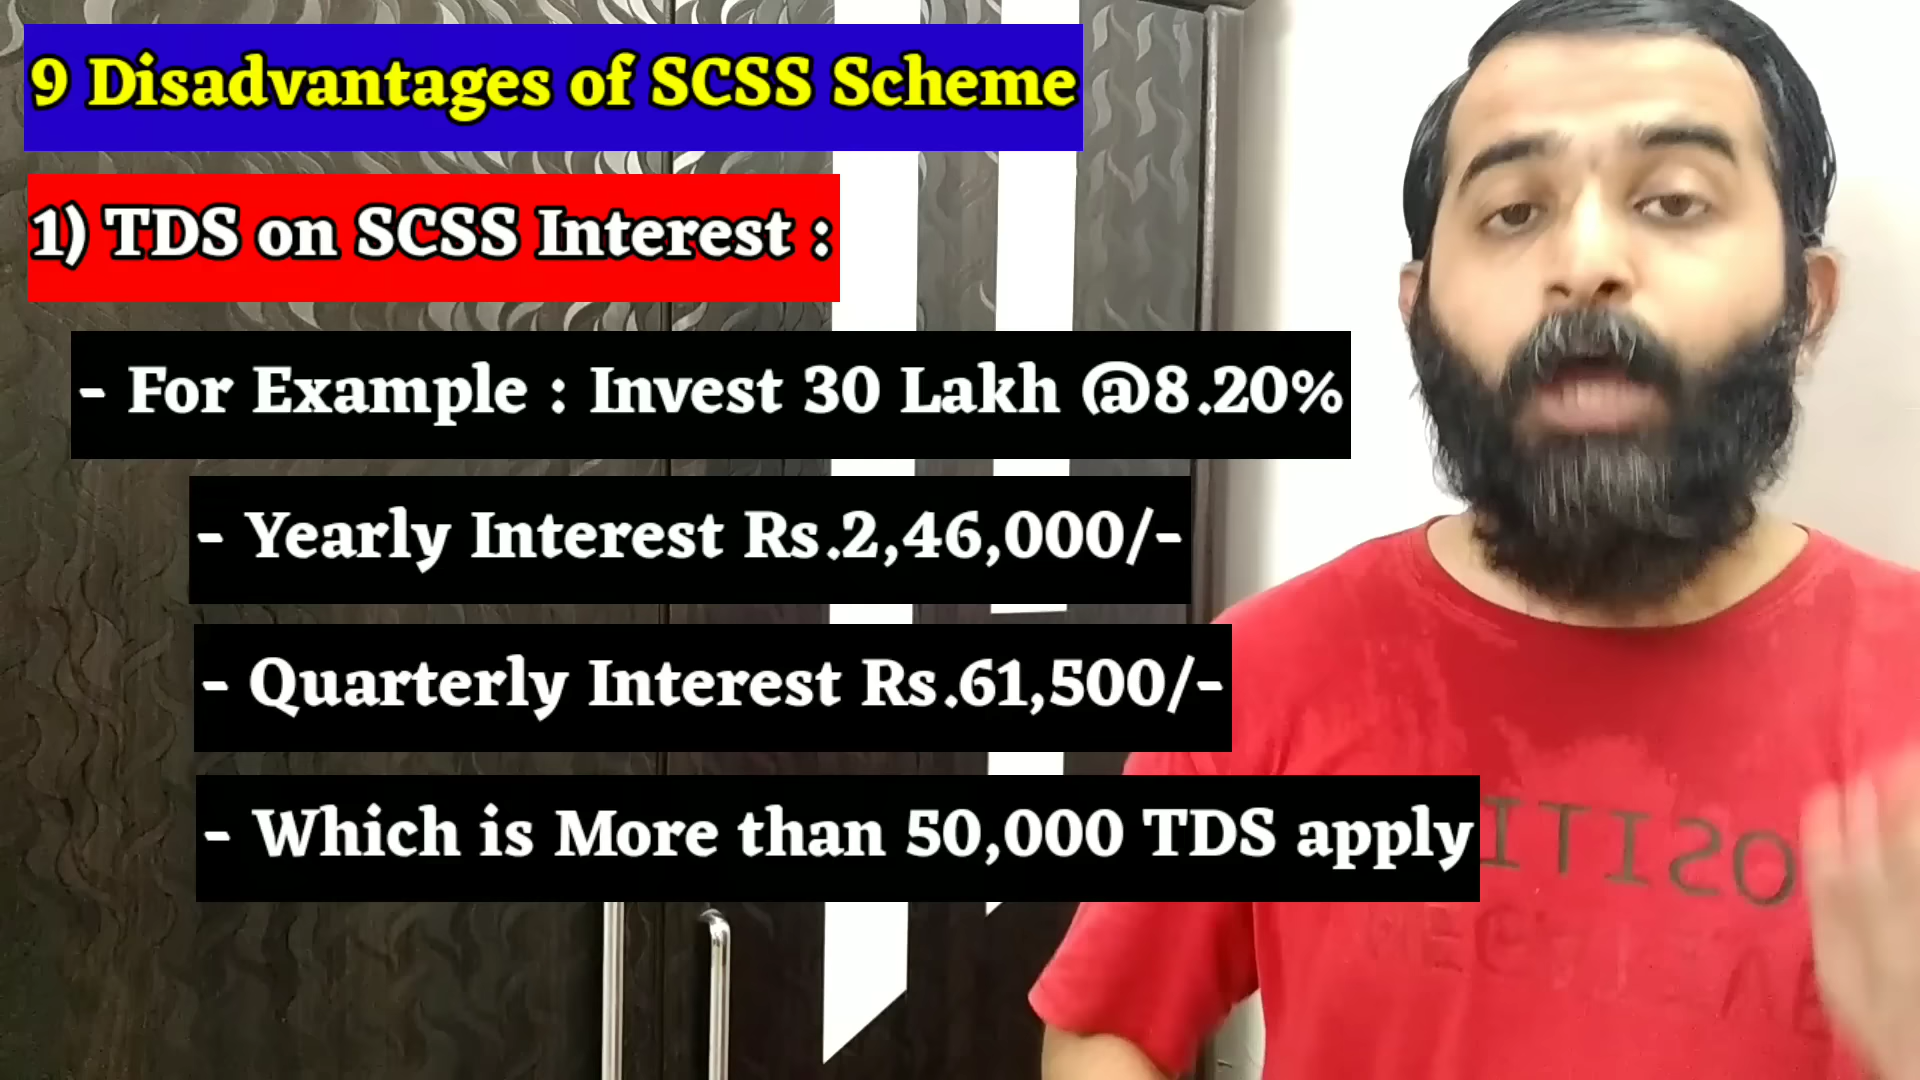 9 Disadvantages of SCSS Scheme
1) TDS on SCSS Interest :
- For Example : Invest 30 Lakh @8.20%
- Yearly Interest Rs.2,46,000/-
- Quarterly Interest Rs.61,500/-
- Which is More than 50,000 TDS apply
OSITI